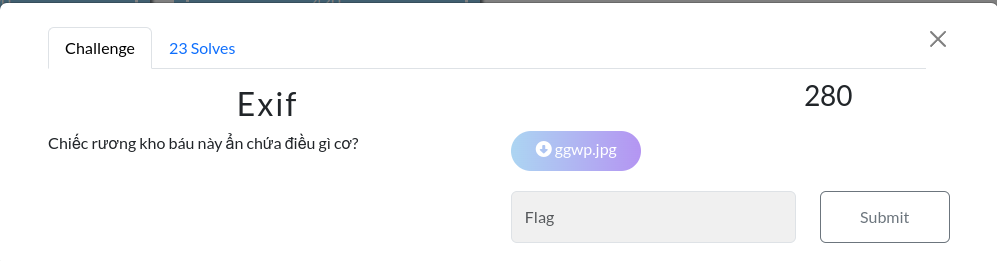 Challenge
23 Solves
Exif
280
Chiếc rương kho báu này ẩn chứa điều gì cơ?
ggwp.jpg
Flag
Submit